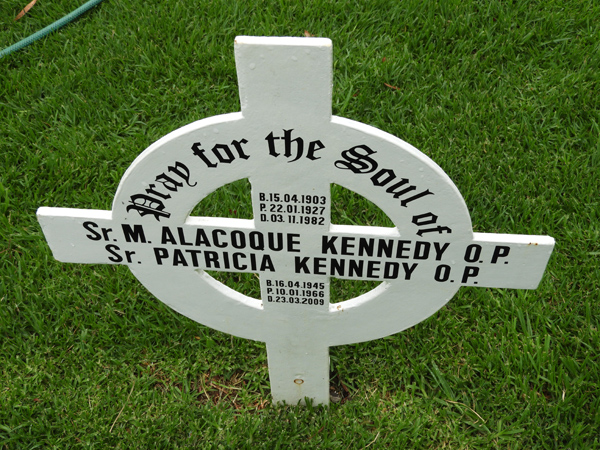 Pray for the Soul of
B.15.04.1903
P. 22.01.1927
D. 03.11.1982
Sr. M. ALACOQUE KENNEDY O.P.
Sr. PATRICIA KENNEDY O.P.
B.16.04.1945
P.10.01.1966
D.23.03.2009